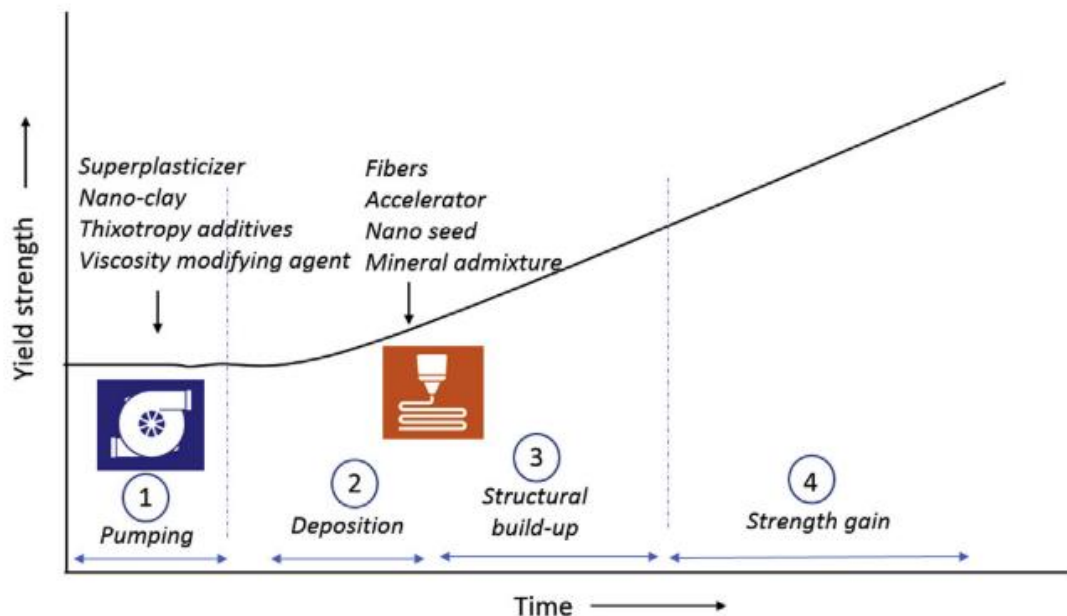 Yield strength
Superplasticizer
Nano-clay
Thixotropy additives
Viscosity modifying agent
Fibers
Accelerator
Nano seed
Mineral admixture
1
Pumping
2
Deposition
3
Structural
build-up
4
Strength gain
Time